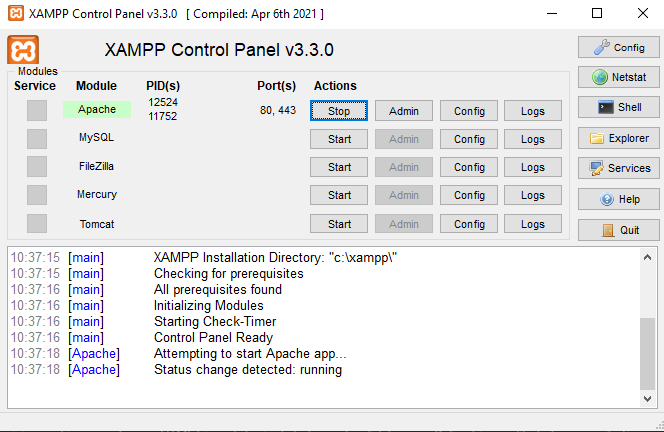 XAMPP Control Panel v3.3.0 [ Compiled: Apr 6th 2021 ]
XAMPP Control Panel v3.3.0
Config
Modules
Service Module PID(s) Port(s) Actions
Netstat
Apache 12524 11752 80, 443 Stop Admin Config Logs
Shell
MySQL Start Admin Config Logs
Explorer
FileZilla Start Admin Config Logs
Services
Mercury Start Admin Config Logs
Help
Tomcat Start Admin Config Logs
Quit
10:37:15 [main] XAMPP Installation Directory: "c:\xampp\"
10:37:15 [main] Checking for prerequisites
10:37:16 [main] All prerequisites found
10:37:16 [main] Initializing Modules
10:37:16 [main] Starting Check-Timer
10:37:16 [main] Control Panel Ready
10:37:18 [Apache] Attempting to start Apache app...
10:37:18 [Apache] Status change detected: running